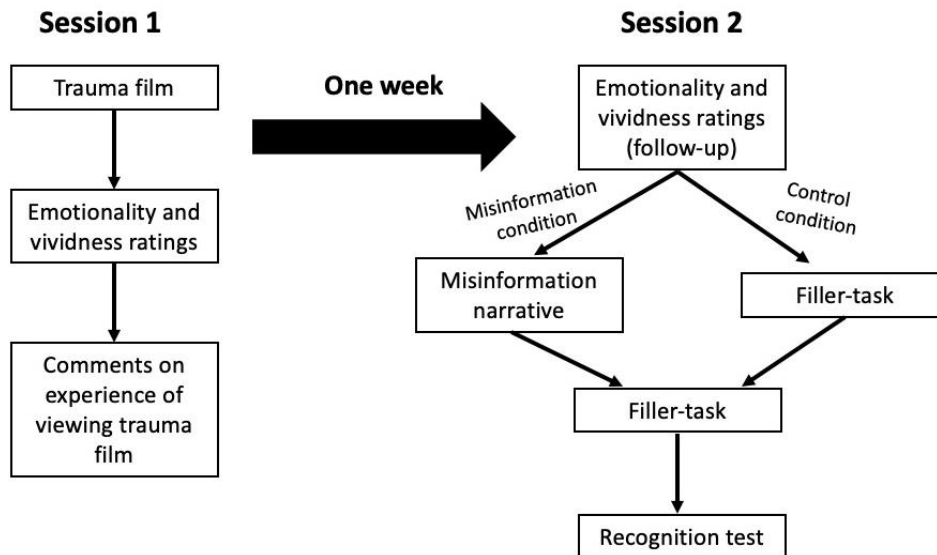 Session 1
Trauma film
Emotionality and
vividness ratings
Comments on
experience of
viewing trauma
film
One week
Session 2
Emotionality and
vividness ratings
(follow-up)
Misinformation
condition
Control
condition
Misinformation
narrative
Filler-task
Filler-task
Recognition test